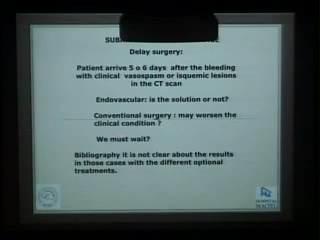 Delay surgery:
Patient arrive 5 o 6 days after the bleeding
with clinical vasospasm or isquemic lesions
in the CT scan
Endovascular: is the solution or not?
Conventional surgery : may worsen the
clinical condition ?
We must wait?
Bibliography it is not clear about the results
in those cases with the different optional
treatments.
HOSPITAL